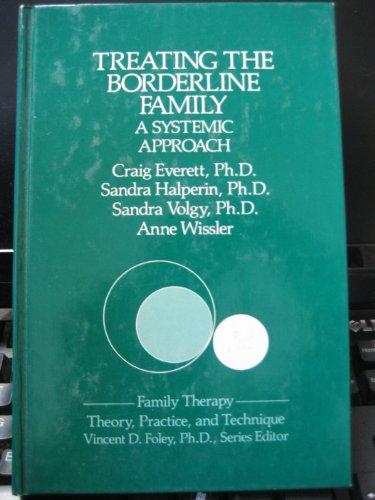 TREATING THE
BORDERLINE
FAMILY
A SYSTEMIC
APPROACH
Craig Everett, Ph.D.
Sandra Halperin, Ph.D.
Sandra Volgy, Ph.D.
Anne Wissler
Family Therapy
Theory, Practice, and Technique
Vincent D. Foley, Ph.D., Series Editor